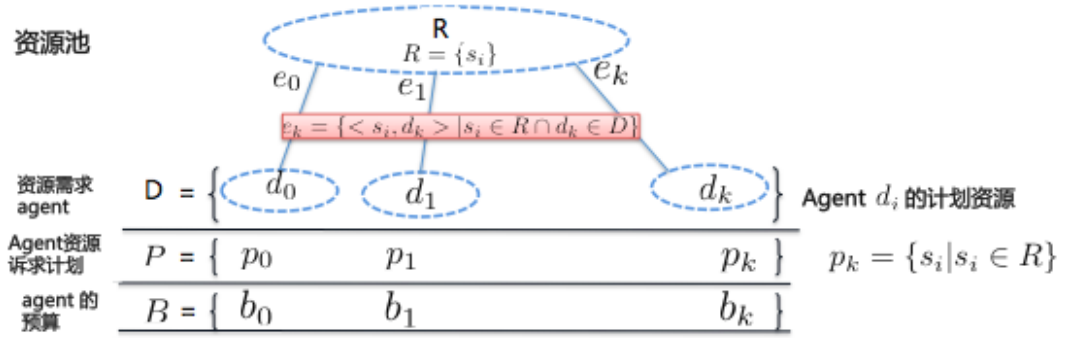 资源池
R
R = {s_i}
e_0
e_1
e_k
e_k = {< s_i, d_k > |s_i ∈ R ∩ d_k ∈ D}
资源需求
agent
D = { d_0 d_1 d_k }
Agent d_i 的计划资源
Agent资源
诉求计划
P = { p_0 p_1 p_k }
p_k = {s_i|s_i ∈ R}
agent 的
预算
B = { b_0 b_1 b_k }